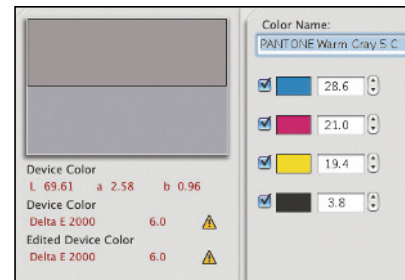 Device Color
L 69.61 a 2.58 b 0.96
Device Color
Delta E 2000 6.0
Edited Device Color
Delta E 2000 6.0
Color Name:
PANTONE Warm Gray 5 C
28.6
21.0
19.4
3.8